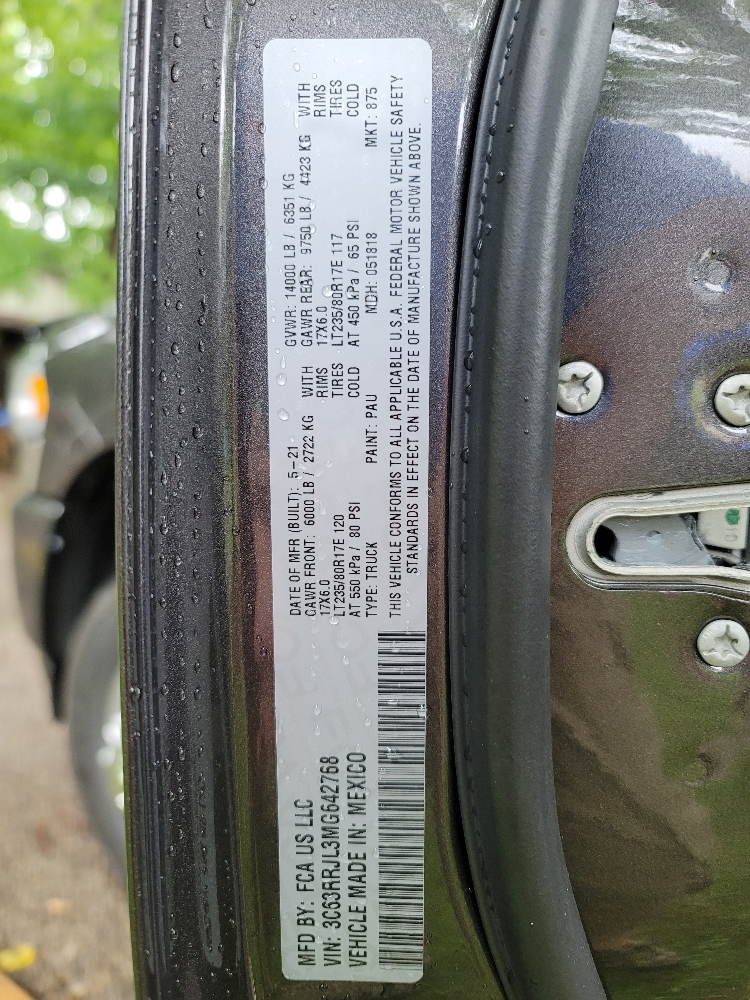 MFD BY: FCA US LLC
VIN: 3C63RRJL3MG642768
VEHICLE MADE IN: MEXICO
DATE OF MFR (BUILT): 5-21 GVWR: 14000 LB / 6351 KG
GAWR FRONT: 6000 LB / 2722 KG WITH GAWR REAR: 9750 LB / 4423 KG WITH
17X6.0 RIMS 17X6.0 RIMS
LT235/80R17E 120 TIRES LT235/80R17E 117 TIRES
AT 550 kPa / 80 PSI COLD AT 450 kPa / 65 PSI COLD
TYPE: TRUCK PAINT: PAU MDH: 051818 MKT: 875
THIS VEHICLE CONFORMS TO ALL APPLICABLE U.S.A. FEDERAL MOTOR VEHICLE SAFETY
STANDARDS IN EFFECT ON THE DATE OF MANUFACTURE SHOWN ABOVE.